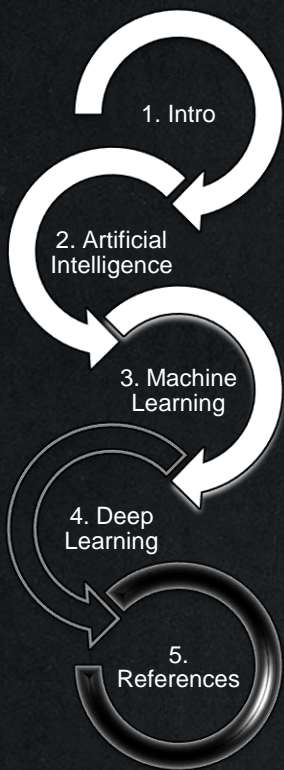 1. Intro
2. Artificial
Intelligence
3. Machine
Learning
4. Deep
Learning
5.
References